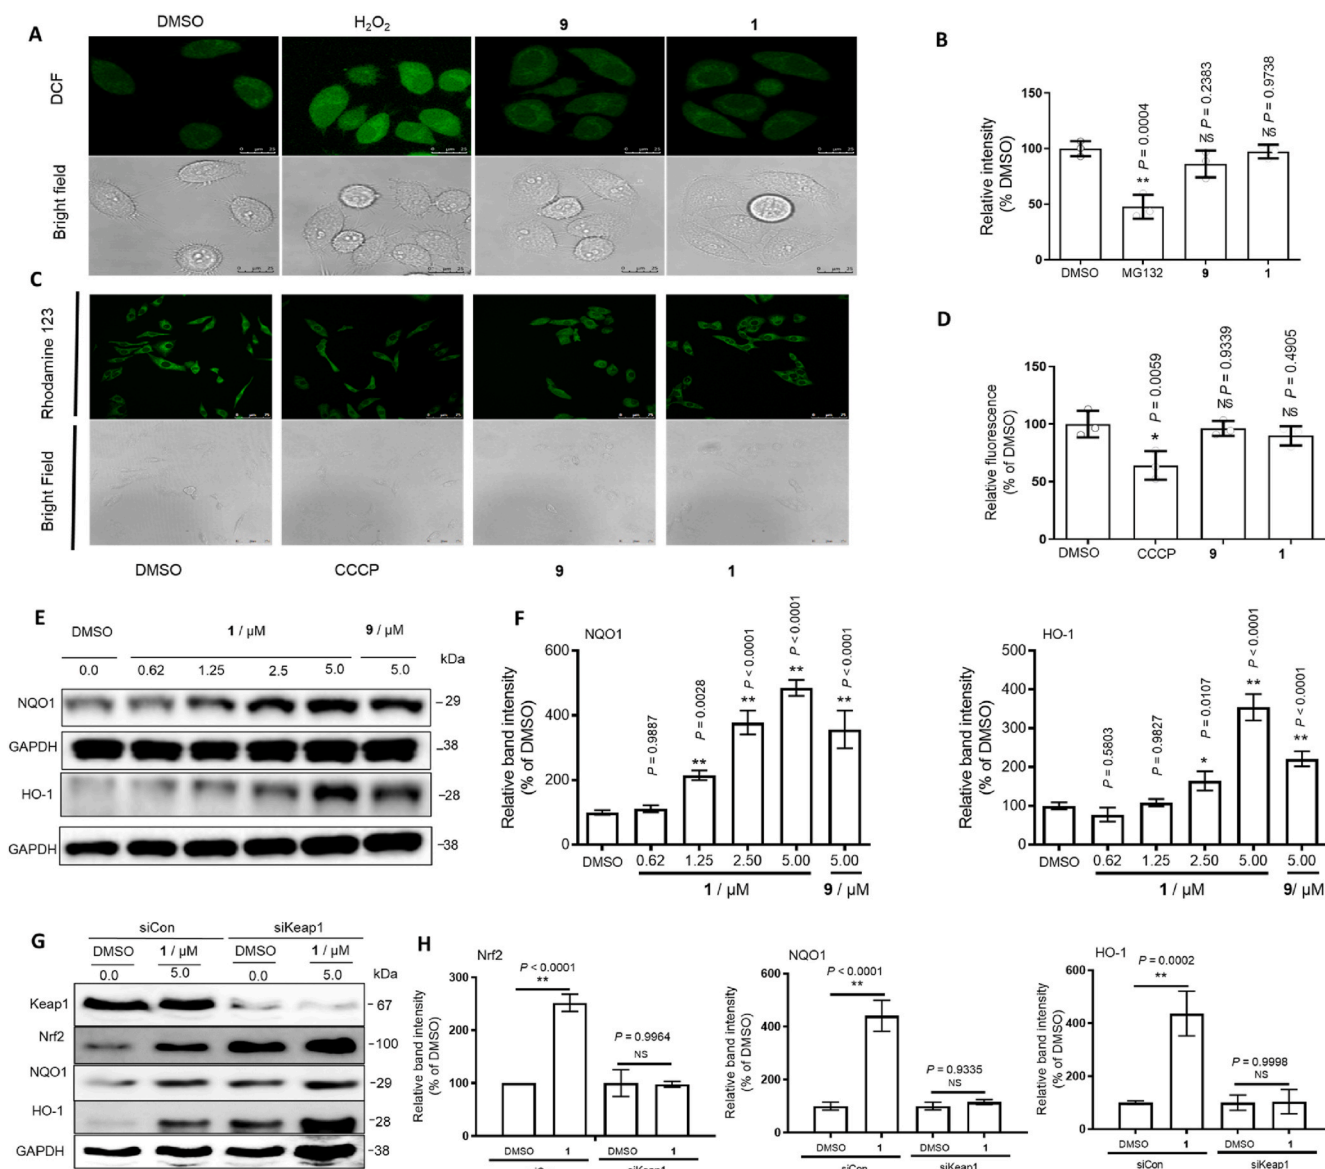 A
DMSO
H₂O₂
9
1
DCF
Bright field
B
Relative intensity
(% DMSO)
150
100
50
0
** P = 0.0004
NS P = 0.2383
NS P = 0.9738
DMSO
MG132
9
1
C
Rhodamine 123
Bright Field
DMSO
CCCP
9
1
D
Relative fluorescence
(% of DMSO)
150
100
50
0
* P = 0.0059
NS P = 0.9339
NS P = 0.4905
DMSO
CCCP
9
1
E
DMSO
1 / μM
9 / μM
0.0
0.62
1.25
2.5
5.0
5.0
kDa
NQO1
29
GAPDH
38
HO-1
28
GAPDH
38
F
NQO1
Relative band intensity
(% of DMSO)
600
400
200
0
P = 0.9887
** P = 0.0028
** P < 0.0001
** P < 0.0001
** P < 0.0001
DMSO
0.62
1.25
2.50
5.00
5.00
1 / μM
9 / μM
HO-1
Relative band intensity
(% of DMSO)
500
400
300
200
100
0
P = 0.5803
P = 0.9827
* P = 0.0107
** P < 0.0001
** P < 0.0001
DMSO
0.62
1.25
2.50
5.00
5.00
1 / μM
9/ μM
G
siCon
siKeap1
DMSO
1 / μM
DMSO
1 / μM
0.0
5.0
0.0
5.0
kDa
Keap1
67
Nrf2
100
NQO1
29
HO-1
28
GAPDH
38
H
Nrf2
Relative band intensity
(% of DMSO)
300
200
100
0
P < 0.0001
**
P = 0.9964
NS
DMSO
1
DMSO
1
NQO1
Relative band intensity
(% of DMSO)
600
400
200
0
P < 0.0001
**
P = 0.9335
NS
DMSO
1
DMSO
1
siCon
siKeap1
HO-1
Relative band intensity
(% of DMSO)
600
400
200
0
P = 0.0002
**
P = 0.9998
NS
DMSO
1
DMSO
1
siCon
siKeap1